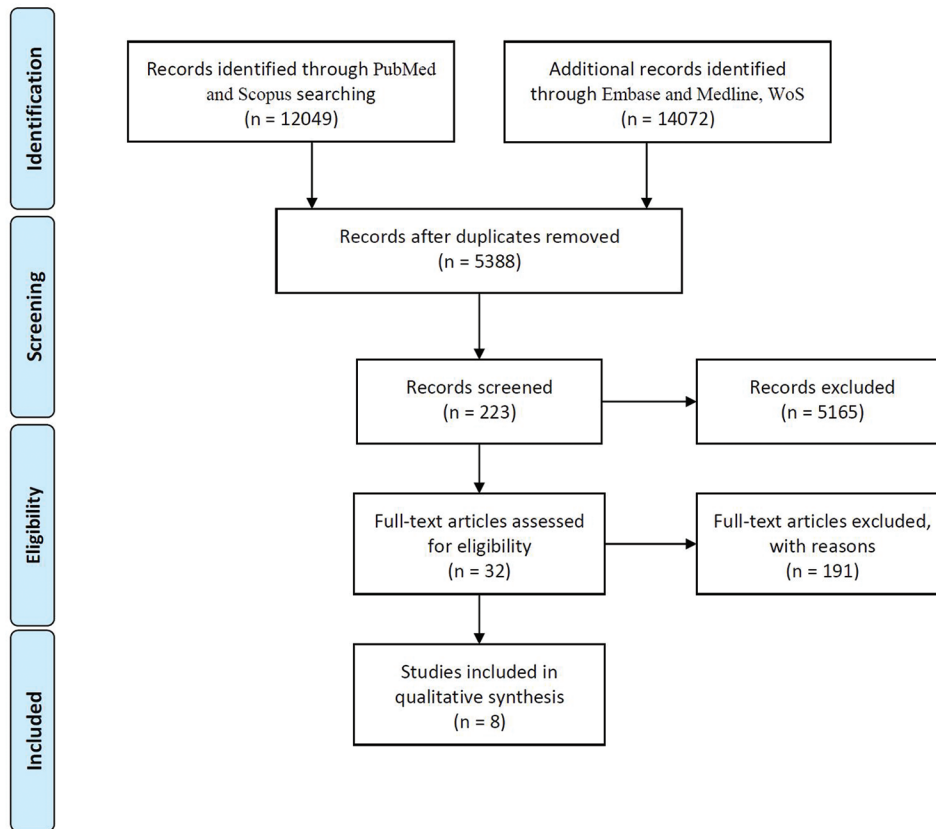 Identification
Records identified through PubMed
and Scopus searching
(n = 12049)
Additional records identified
through Embase and Medline, WoS
(n = 14072)
Screening
Records after duplicates removed
(n = 5388)
Records screened
(n = 223)
Records excluded
(n = 5165)
Eligibility
Full-text articles assessed
for eligibility
(n = 32)
Full-text articles excluded,
with reasons
(n = 191)
Included
Studies included in
qualitative synthesis
(n = 8)